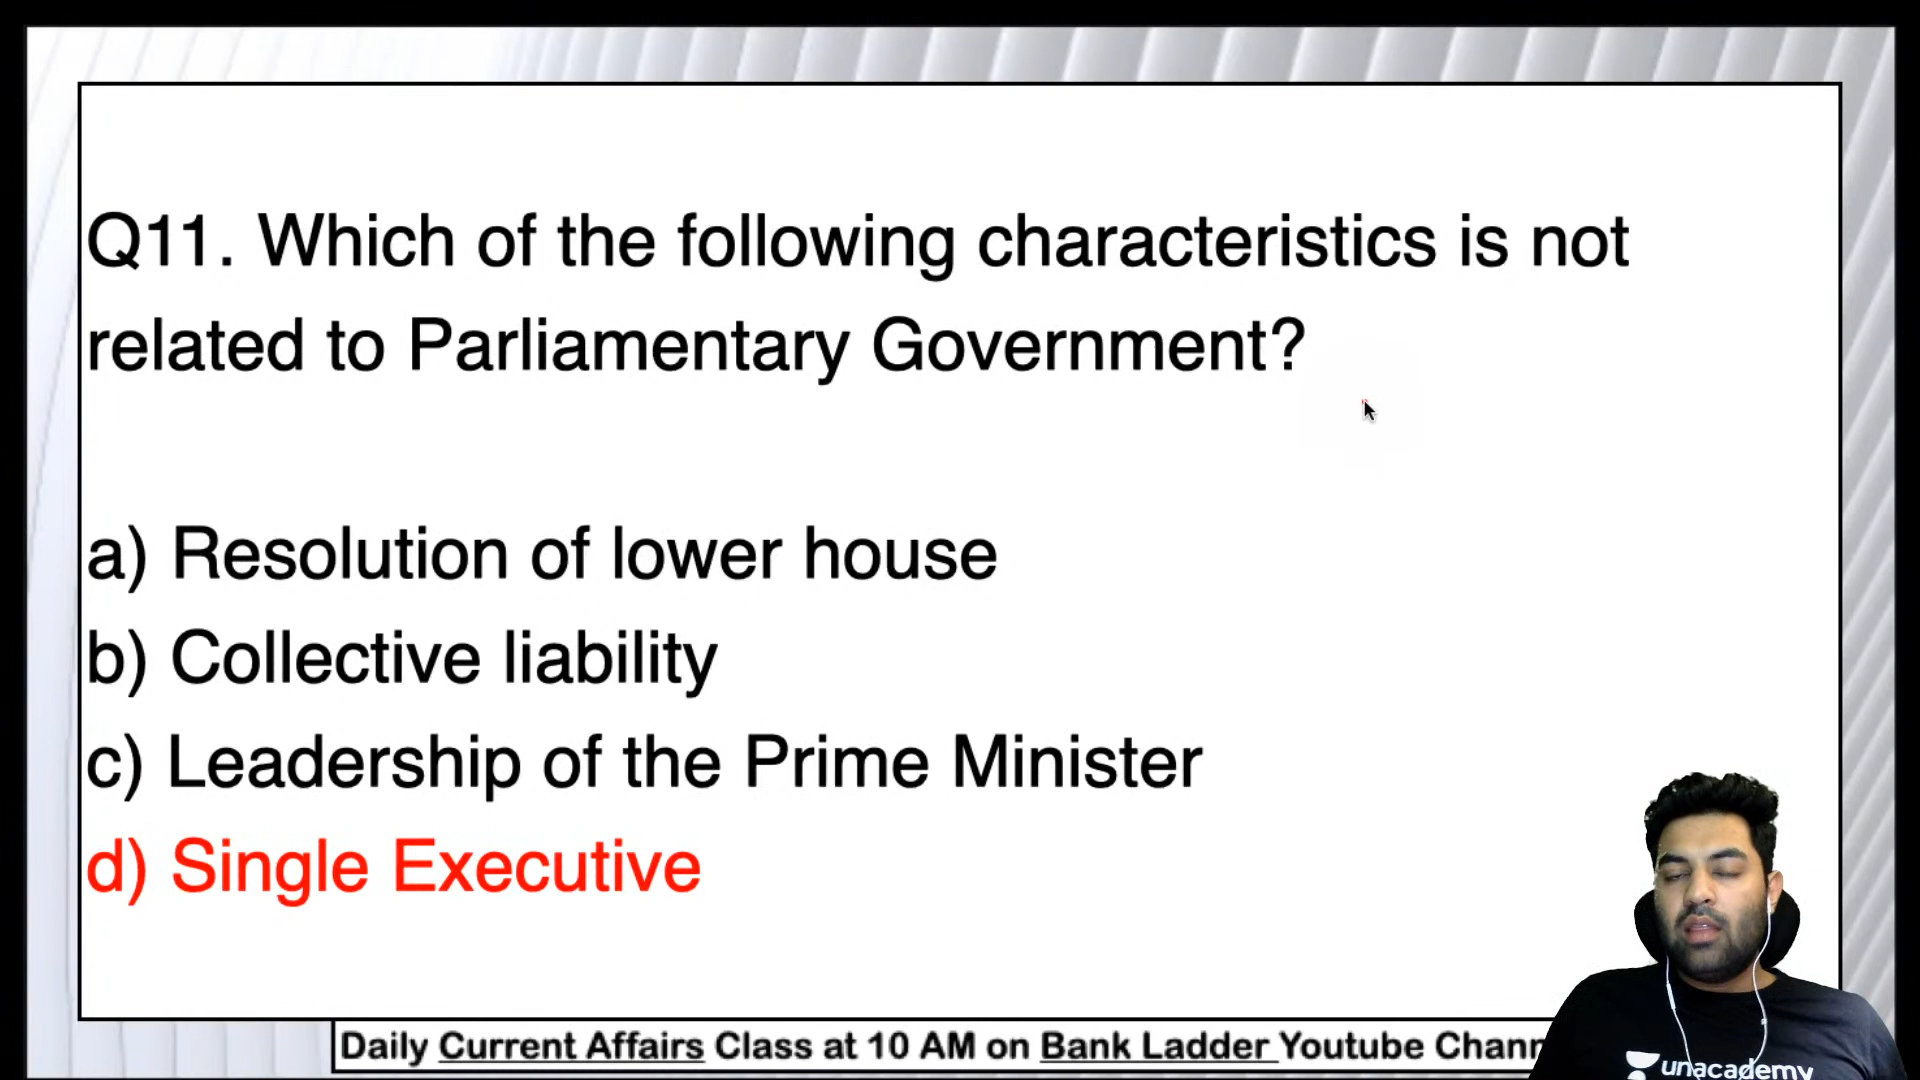 Q11. Which of the following characteristics is not
related to Parliamentary Government?
a) Resolution of lower house
b) Collective liability
c) Leadership of the Prime Minister
d) Single Executive
Daily Current Affairs Class at 10 AM on Bank Ladder Youtube Chann
unacademy